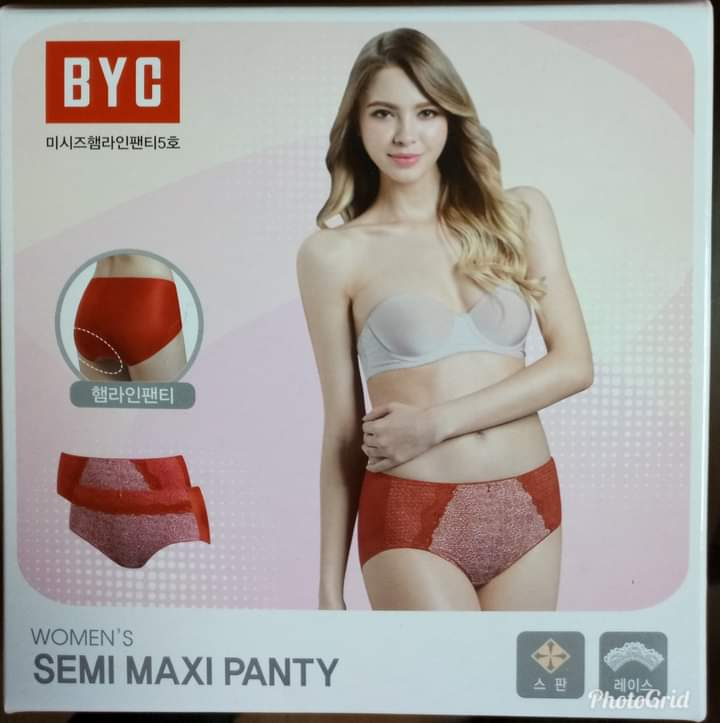 BYC
미시즈햄라인팬티5호
햄라인팬티
WOMEN'S
SEMI MAXI PANTY
스 판
레이스
PhotoGrid